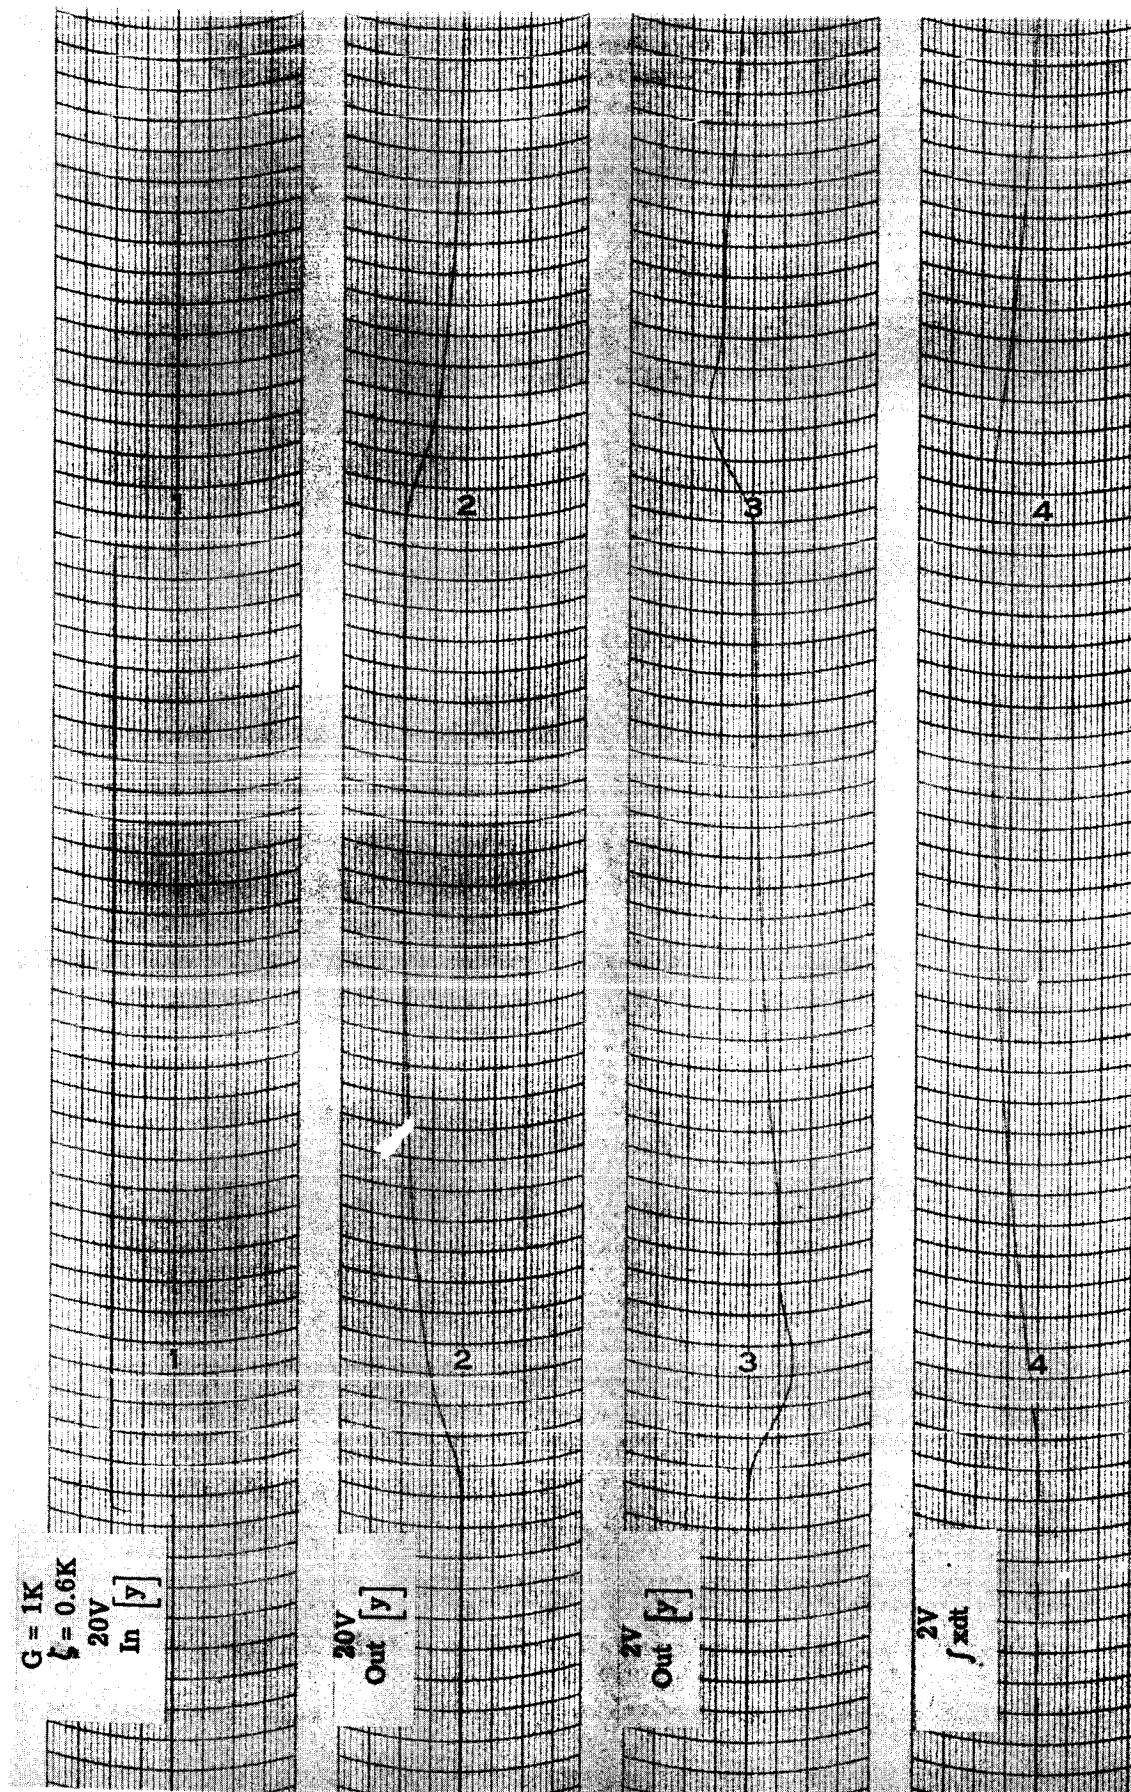 G = 1K
ζ = 0.6K
20V
In [y]
20V
Out [y]
2V
Out [y]
2V
∫xdt
1
2
3
4
1
2
3
4